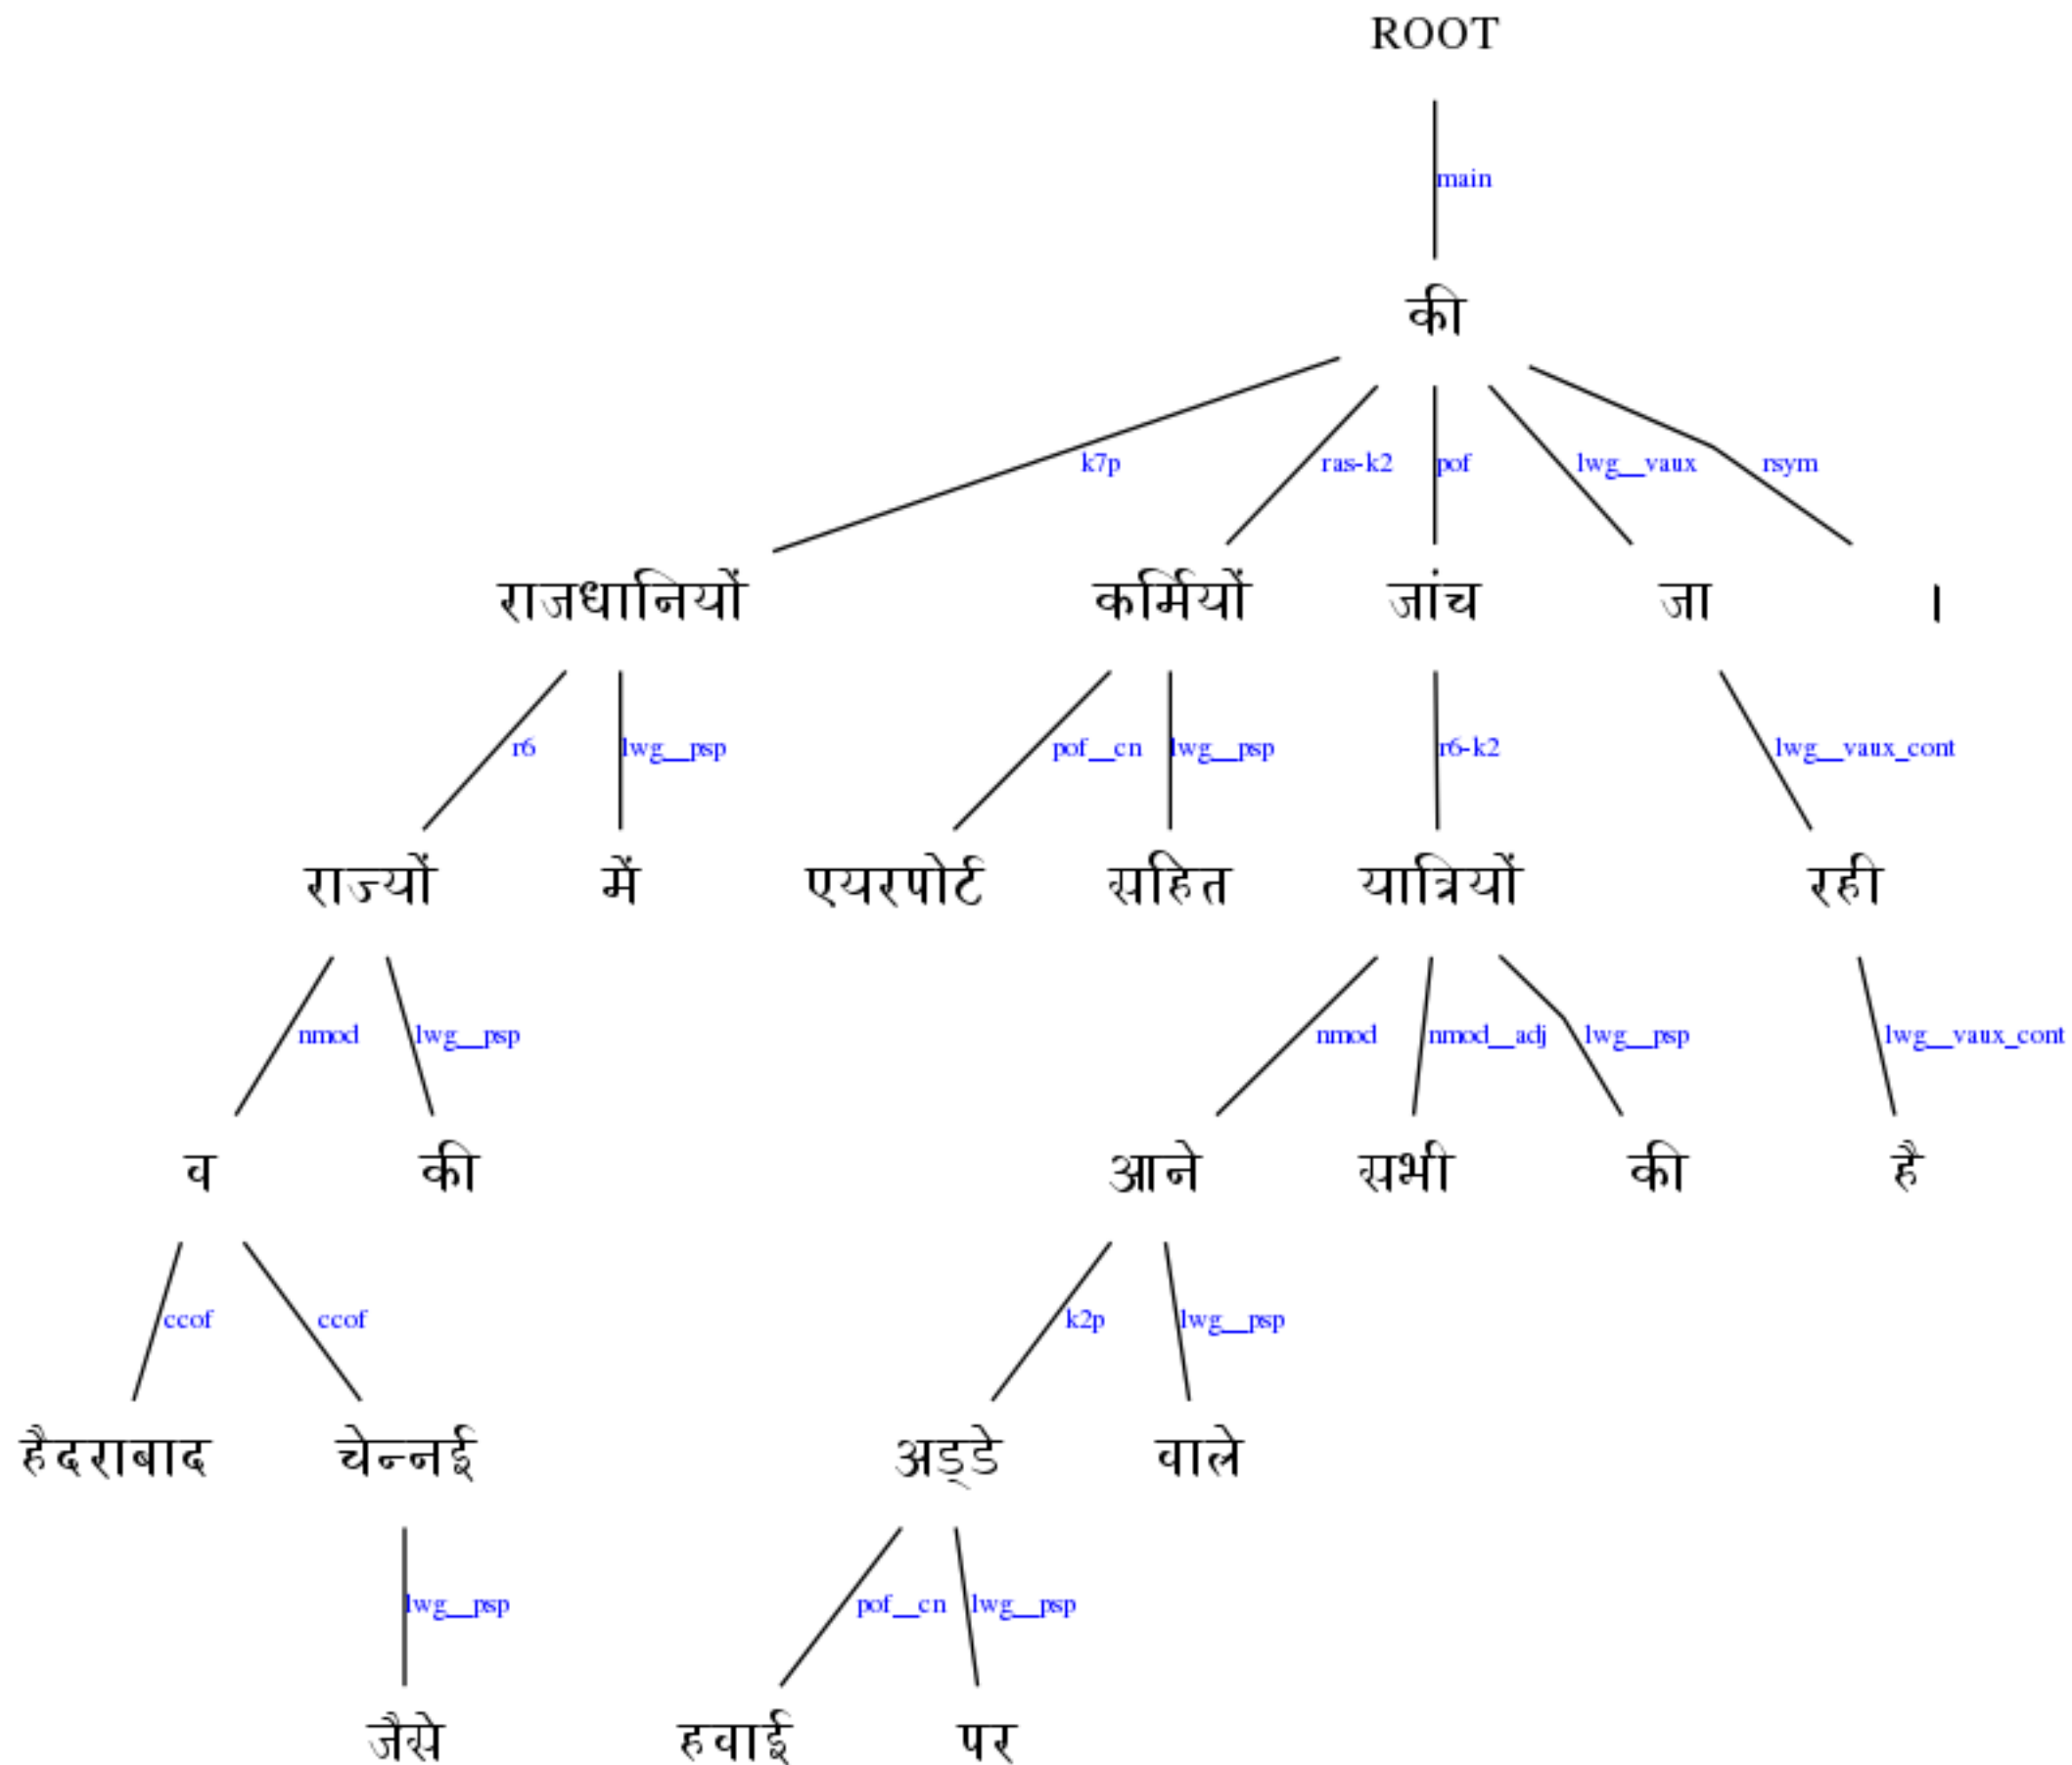 ROOT
main
की
k7p ras-k2 pof lwg__vaux rsym
राजधानियों कर्मियों जांच जा ।
r6 lwg__psp pof__cn lwg__psp r6-k2 lwg__vaux_cont
राज्यों में एयरपोर्ट सहित यात्रियों रही
nmod lwg__psp nmod nmod__adj lwg__psp lwg__vaux_cont
व की आने सभी की है
ccof ccof k2p lwg__psp
हैदराबाद चेन्नई अड्डे वाले
lwg__psp pof__cn lwg__psp
जैसे हवाई पर